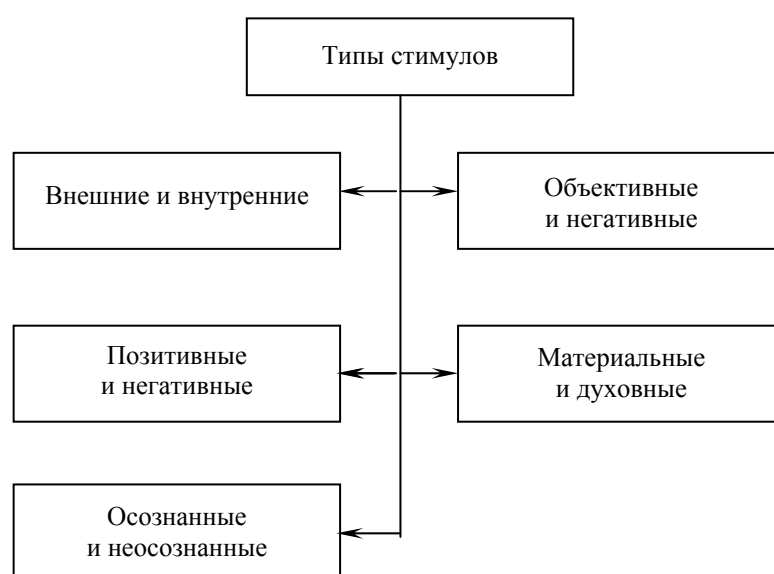 Типы стимулов
Внешние и внутренние
Объективные
и негативные
Позитивные
и негативные
Материальные
и духовные
Осознанные
и неосознанные